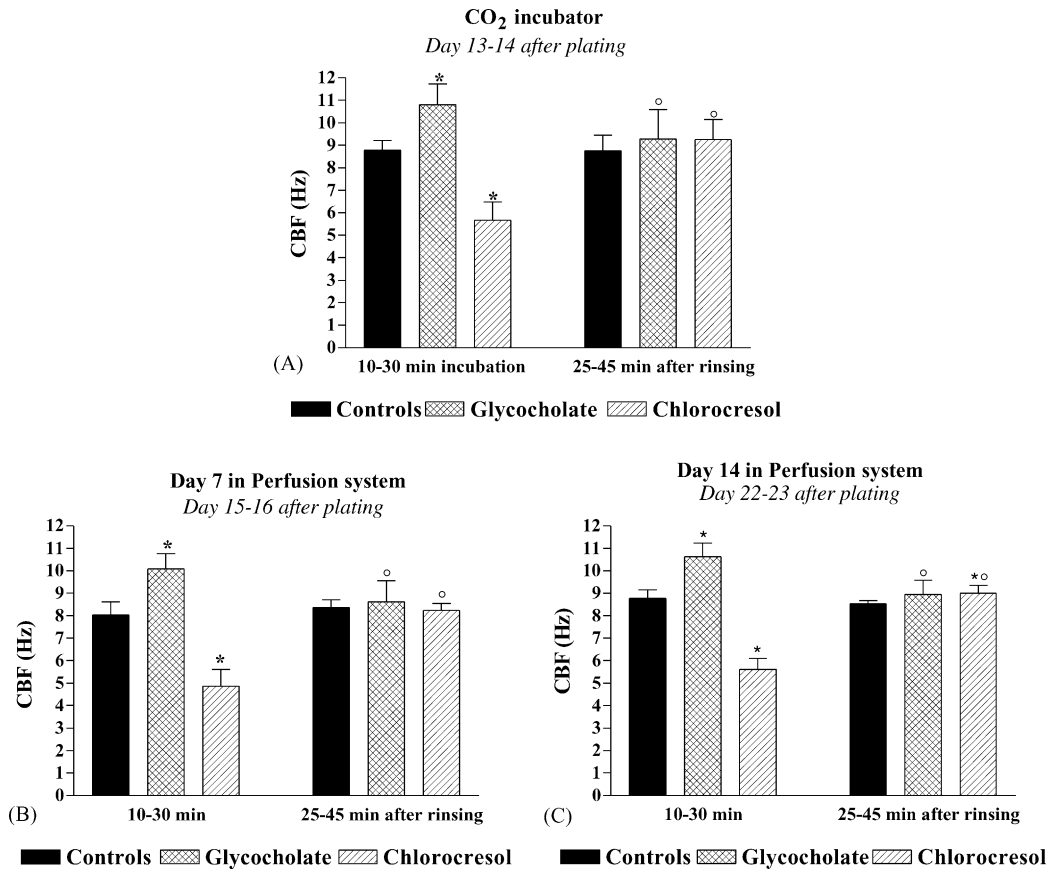 CO2 incubator
Day 13-14 after plating
CBF (Hz)
12
11
10
9
8
7
6
5
4
3
2
1
0
*
*
°
°
(A)
10-30 min incubation 25-45 min after rinsing
Controls Glycocholate Chlorocresol
Day 7 in Perfusion system
Day 15-16 after plating
CBF (Hz)
12
11
10
9
8
7
6
5
4
3
2
1
0
*
*
°
°
(B)
10-30 min 25-45 min after rinsing
Controls Glycocholate Chlorocresol
Day 14 in Perfusion system
Day 22-23 after plating
CBF (Hz)
12
11
10
9
8
7
6
5
4
3
2
1
0
*
*
°
*°
(C)
10-30 min 25-45 min after rinsing
Controls Glycocholate Chlorocresol